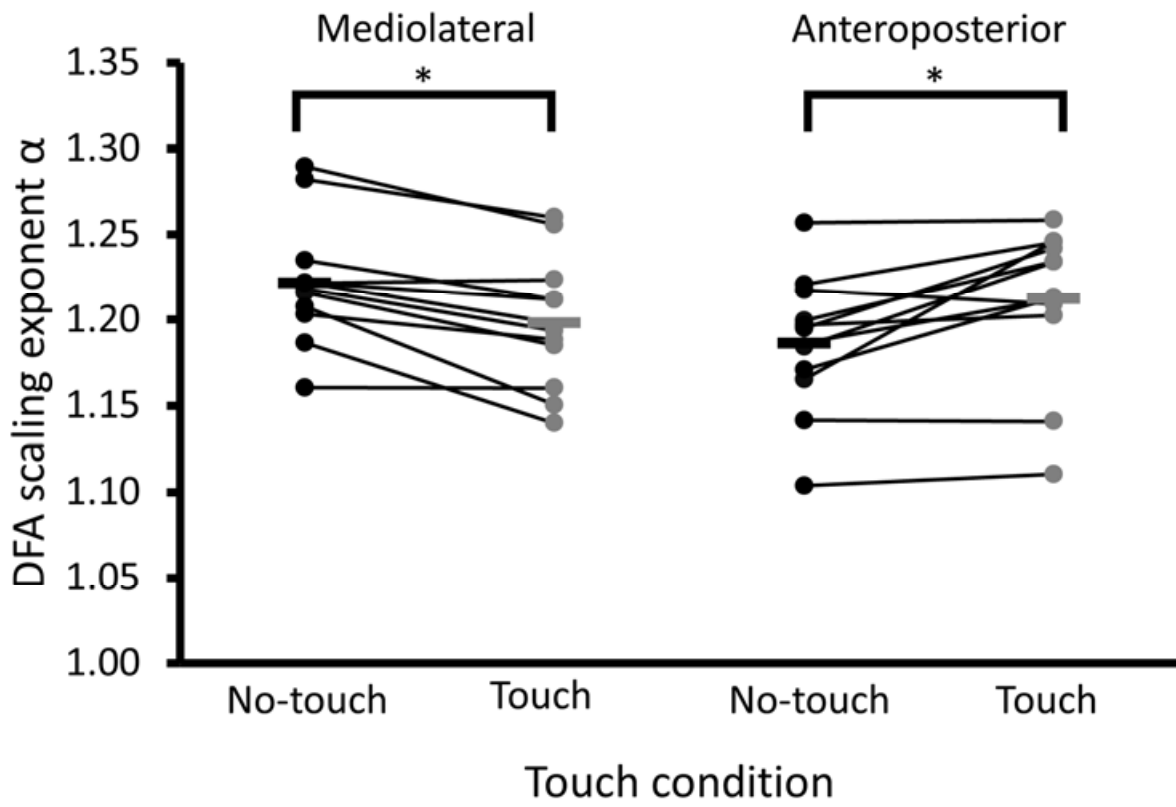 Mediolateral
Anteroposterior
*
*
DFA scaling exponent α
1.35
1.30
1.25
1.20
1.15
1.10
1.05
1.00
No-touch
Touch
No-touch
Touch
Touch condition